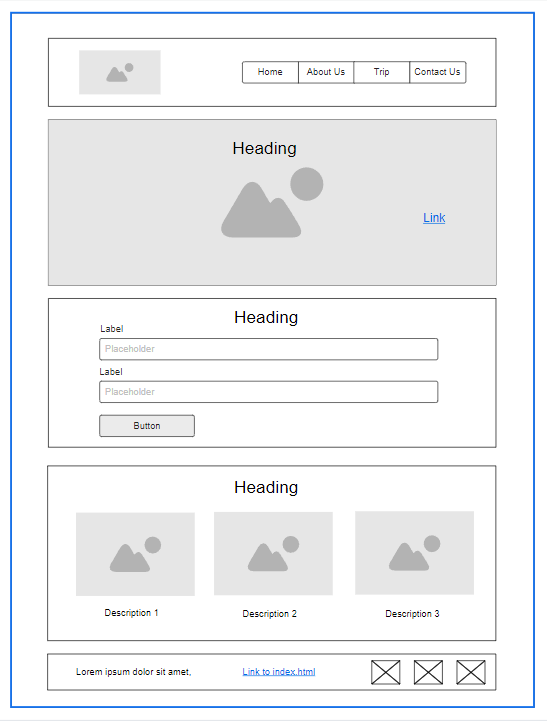 Home About Us Trip Contact Us
Heading
Link
Heading
Label
Placeholder
Label
Placeholder
Button
Heading
Description 1 Description 2 Description 3
Lorem ipsum dolor sit amet, Link to index.html